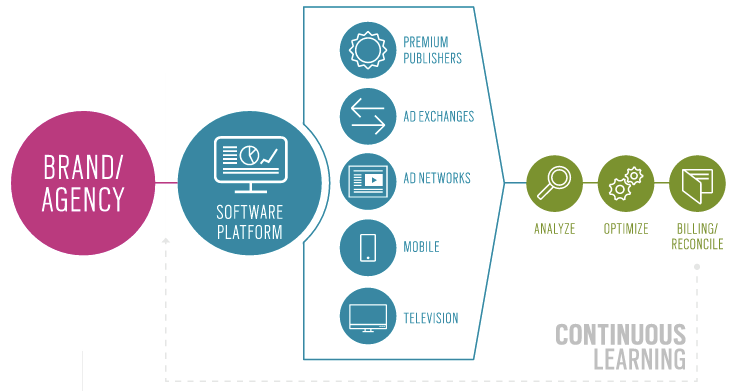 BRAND/
AGENCY
SOFTWARE
PLATFORM
PREMIUM
PUBLISHERS
AD EXCHANGES
AD NETWORKS
MOBILE
TELEVISION
ANALYZE
OPTIMIZE
BILLING/
RECONCILE
CONTINUOUS
LEARNING